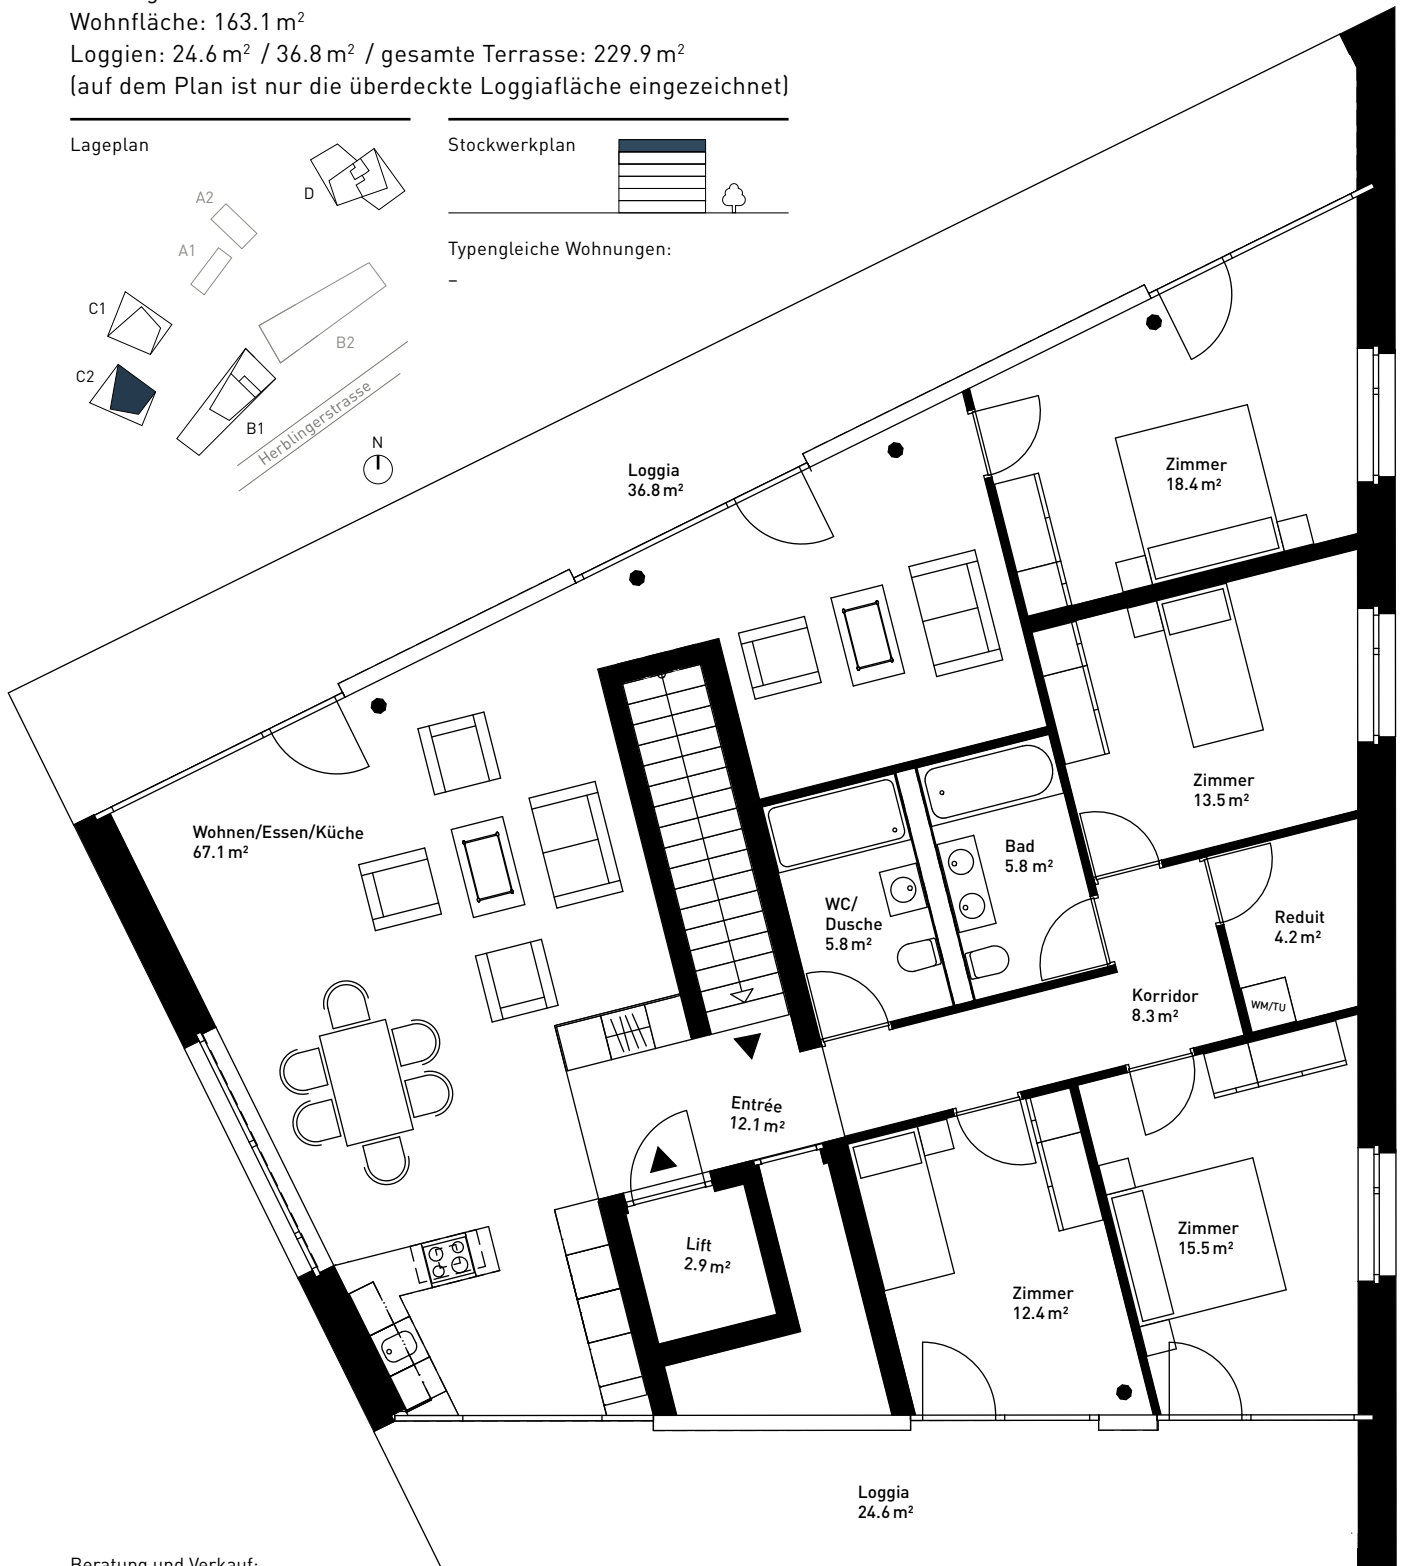 Wohnfläche: 163.1 m²
Loggien: 24.6 m² / 36.8 m² / gesamte Terrasse: 229.9 m²
(auf dem Plan ist nur die überdeckte Loggiafläche eingezeichnet)
Lageplan
D
A2
A1
C1
B2
C2
B1
Herblingerstrasse
N
Stockwerkplan
Typengleiche Wohnungen:
–
Loggia
36.8 m²
Zimmer
18.4 m²
Zimmer
13.5 m²
Wohnen/Essen/Küche
67.1 m²
Bad
5.8 m²
WC/
Dusche
5.8 m²
Reduit
4.2 m²
WM/TU
Korridor
8.3 m²
Entrée
12.1 m²
Lift
2.9 m²
Zimmer
15.5 m²
Zimmer
12.4 m²
Loggia
24.6 m²
Beratung und Verkauf: